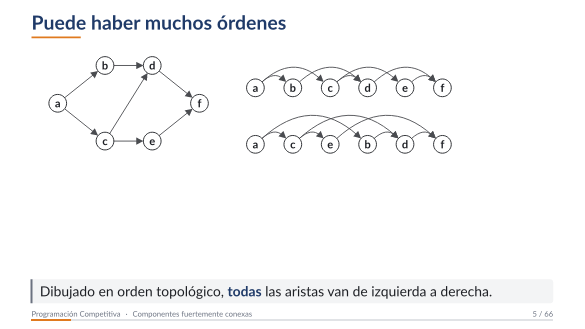 Puede haber muchos órdenes
b d
a f
c e
a b c d e f
a c e b d f
Dibujado en orden topológico, todas las aristas van de izquierda a derecha.
Programación Competitiva · Componentes fuertemente conexas 5 / 66